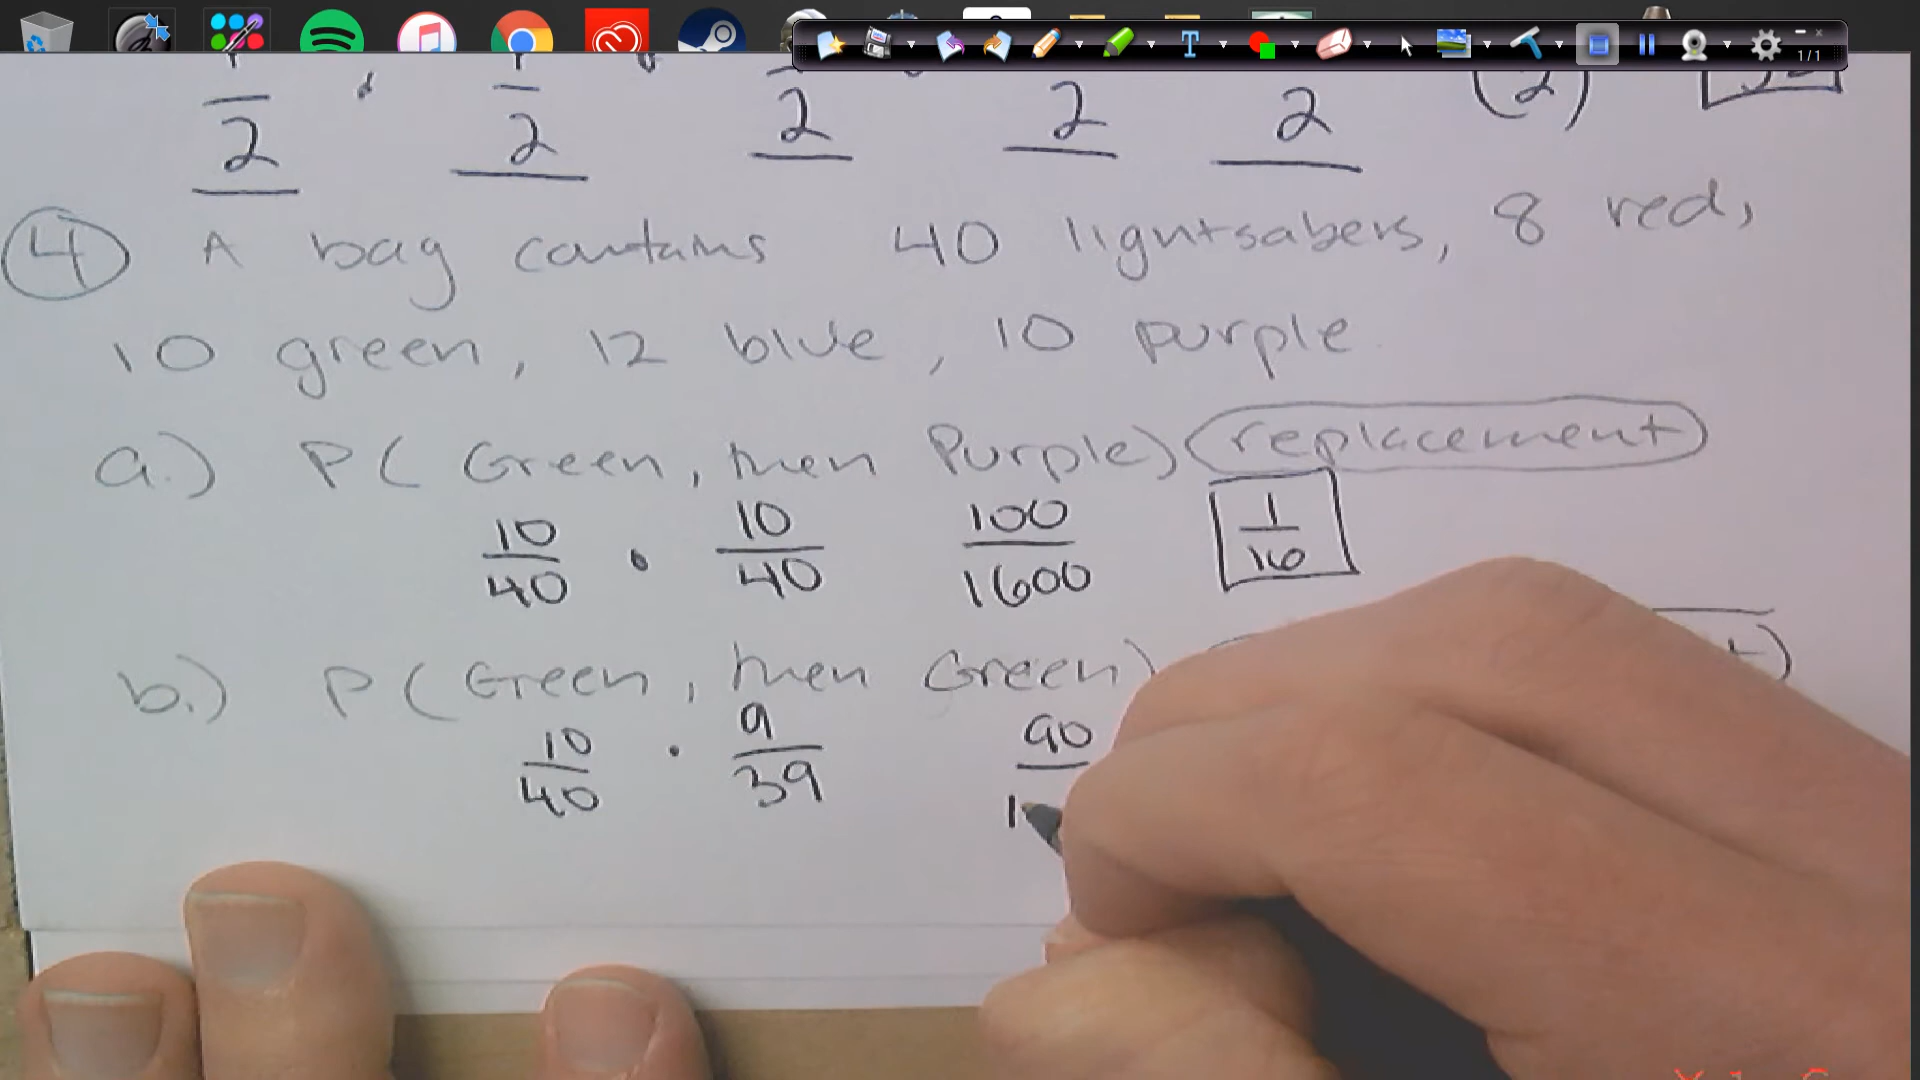 2 2 2 2 2 (2)
④ A bag contains 40 lightsabers, 8 red,
10 green, 12 blue, 10 purple.
a.) P(Green, then Purple) replacement
10/40 · 10/40 100/1600 1/16
b.) P(Green, then Green)
10/40 · 9/39 90
T
1/1